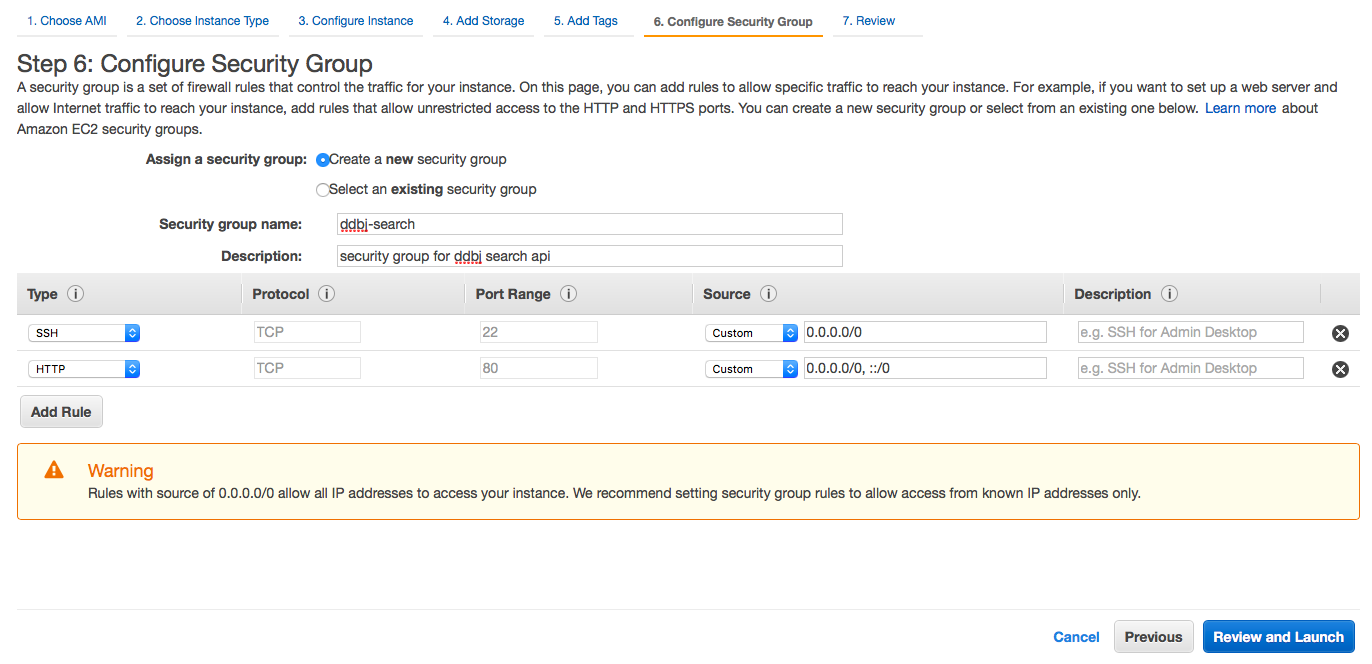 1. Choose AMI 2. Choose Instance Type 3. Configure Instance 4. Add Storage 5. Add Tags 6. Configure Security Group 7. Review
Step 6: Configure Security Group
A security group is a set of firewall rules that control the traffic for your instance. On this page, you can add rules to allow specific traffic to reach your instance. For example, if you want to set up a web server and
allow Internet traffic to reach your instance, add rules that allow unrestricted access to the HTTP and HTTPS ports. You can create a new security group or select from an existing one below. Learn more about
Amazon EC2 security groups.
Assign a security group: Create a new security group
Select an existing security group
Security group name: ddbj-search
Description: security group for ddbj search api
Type i Protocol i Port Range i Source i Description i
SSH TCP 22 Custom 0.0.0.0/0 e.g. SSH for Admin Desktop
HTTP TCP 80 Custom 0.0.0.0/0, ::/0 e.g. SSH for Admin Desktop
Add Rule
Warning
Rules with source of 0.0.0.0/0 allow all IP addresses to access your instance. We recommend setting security group rules to allow access from known IP addresses only.
Cancel Previous Review and Launch